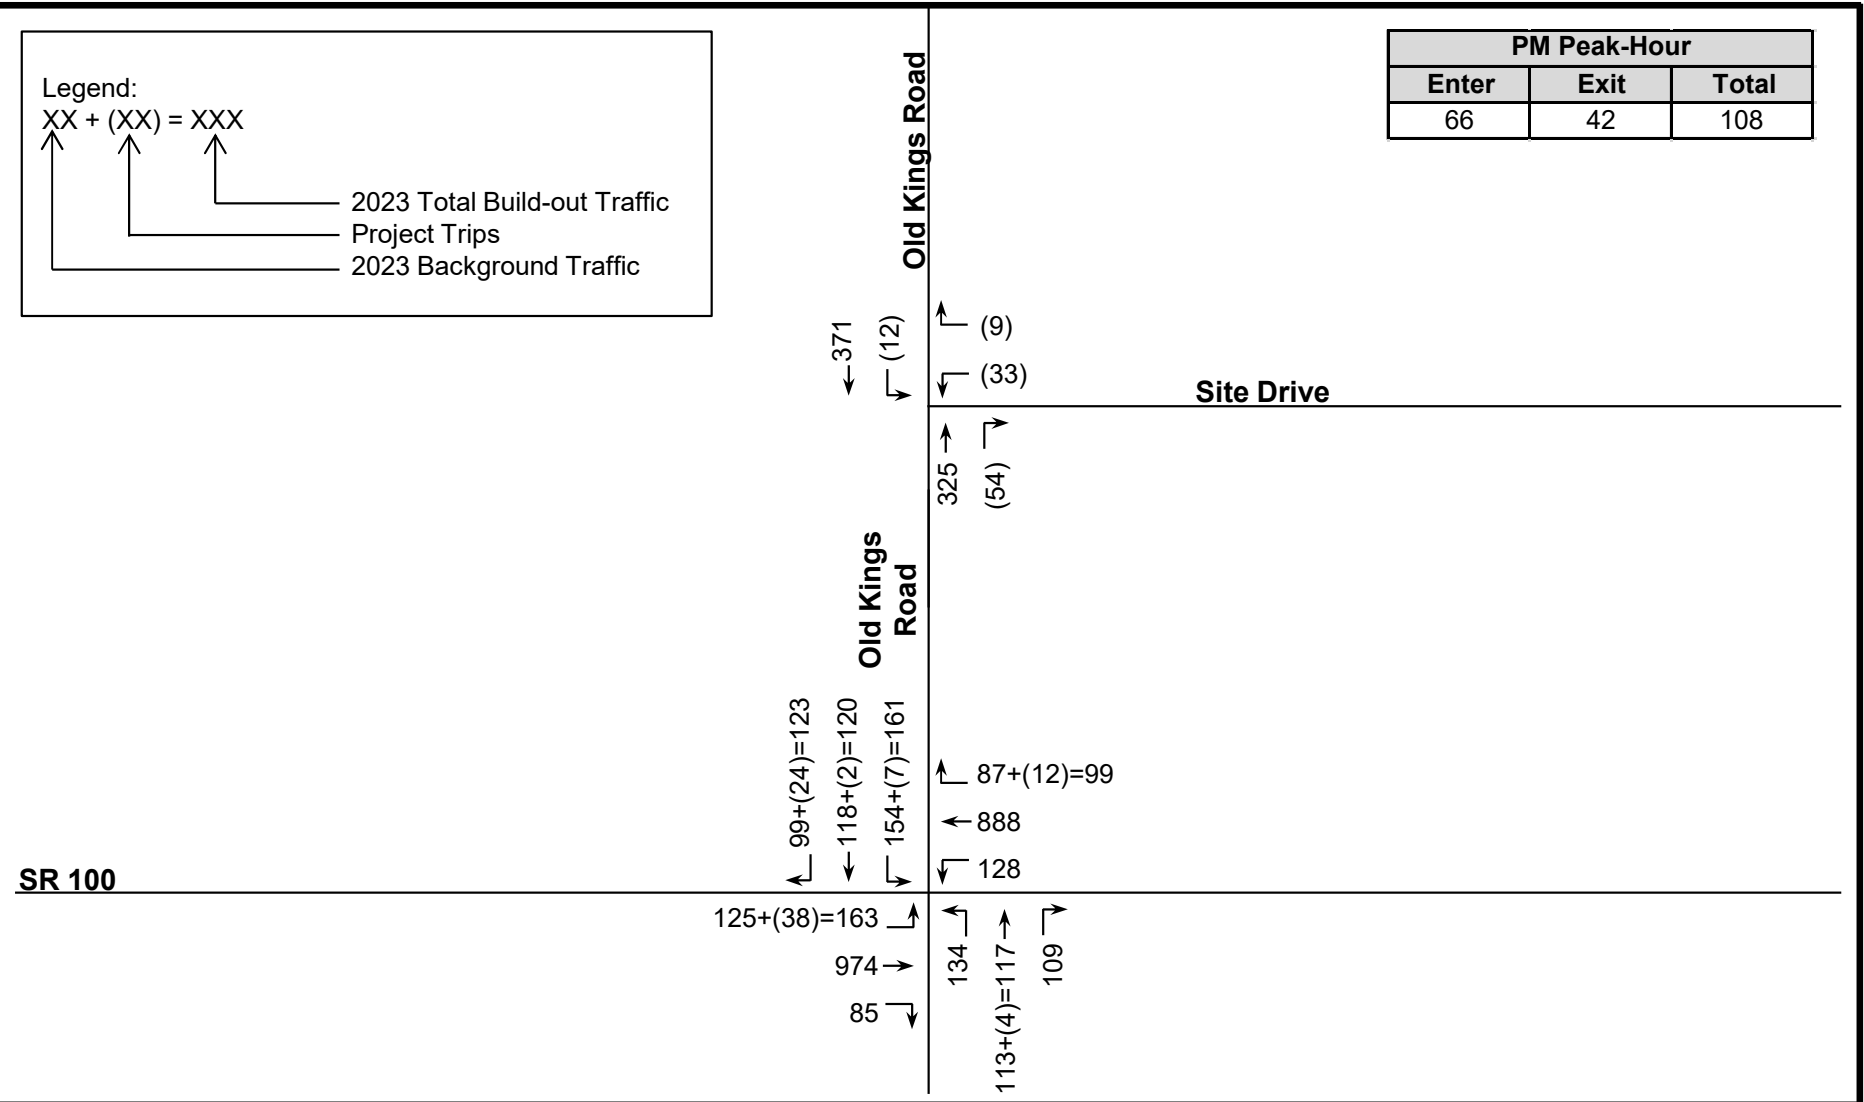 Legend:
XX + (XX) = XXX
2023 Total Build-out Traffic
Project Trips
2023 Background Traffic
PM Peak-Hour
Enter Exit Total
66 42 108
Old Kings Road
371
(12)
(9)
(33)
Site Drive
325
(54)
Old Kings
Road
99+(24)=123
118+(2)=120
154+(7)=161
87+(12)=99
888
128
SR 100
125+(38)=163
974
85
134
113+(4)=117
109